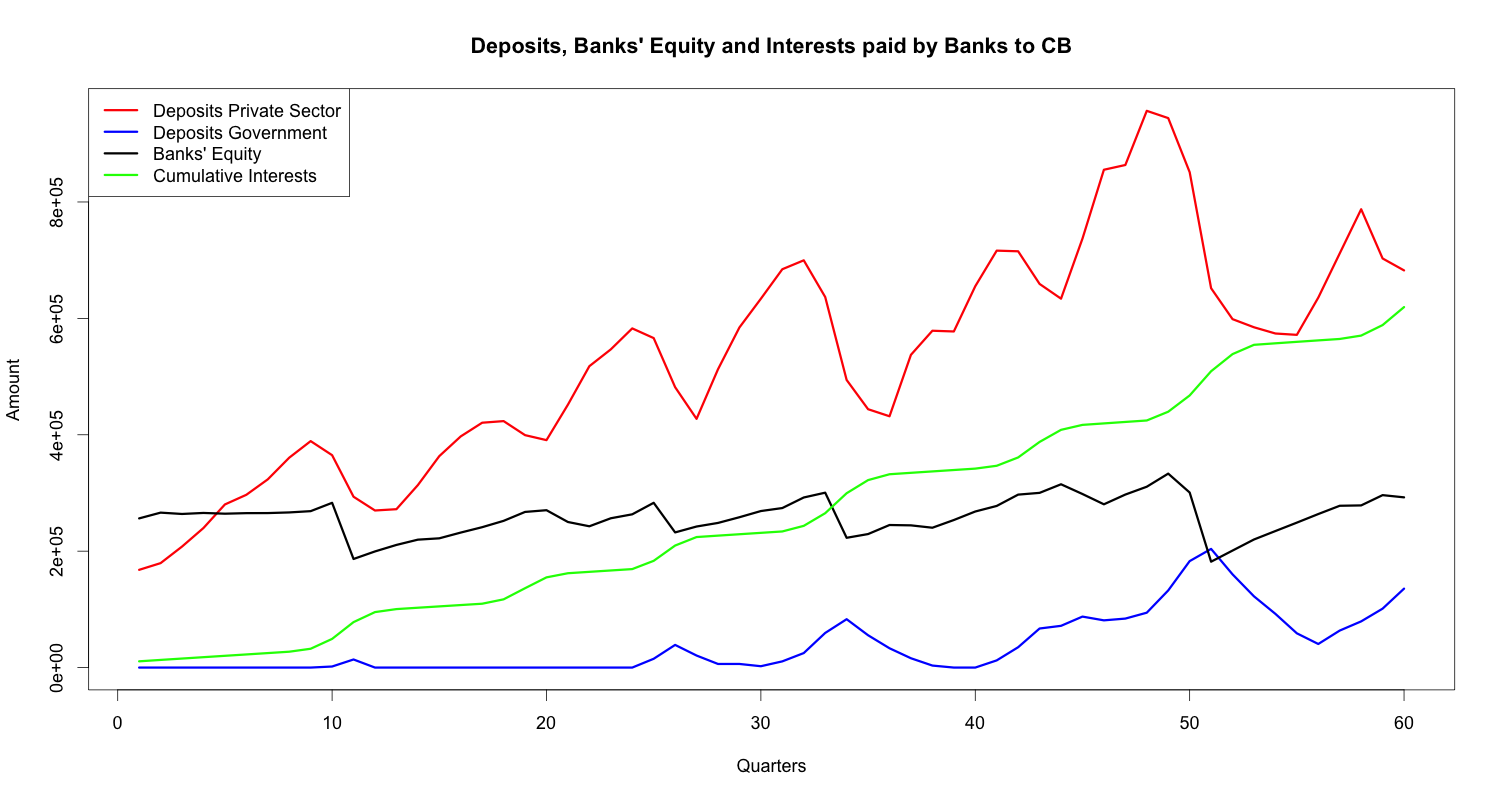 Deposits, Banks' Equity and Interests paid by Banks to CB
Deposits Private Sector
Deposits Government
Banks' Equity
Cumulative Interests
Amount
8e+05
6e+05
4e+05
2e+05
0e+00
0 10 20 30 40 50 60
Quarters